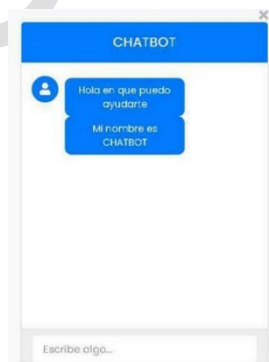 CHATBOT
Hola en que puedo
ayudarte
Mi nombre es
CHATBOT
Escribe algo...